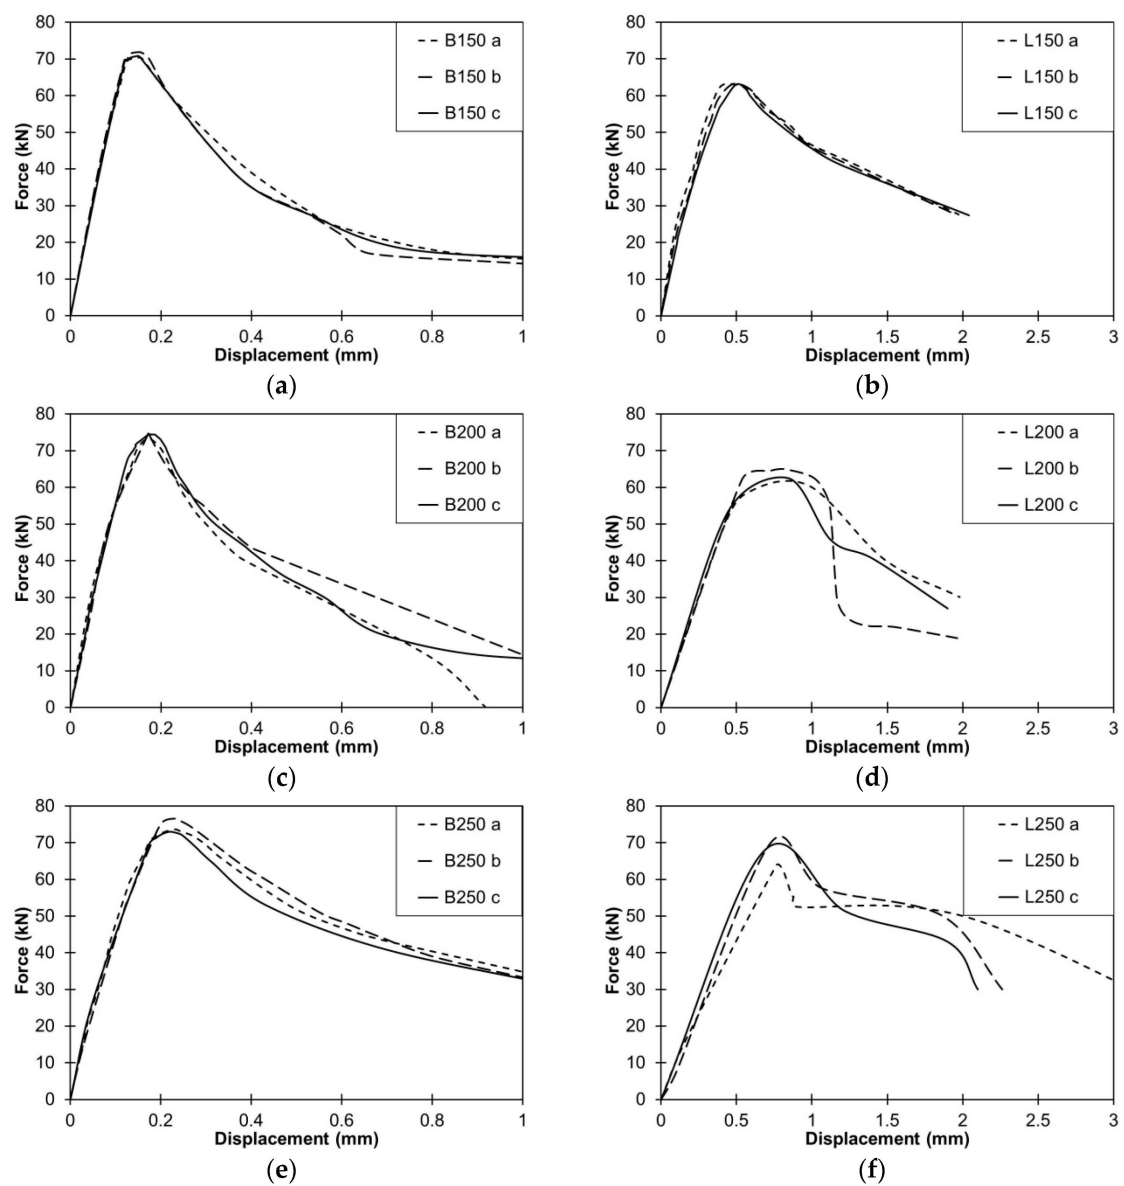 80
70
60
50
40
30
20
10
0
Force (kN)
B150 a
B150 b
B150 c
0 0.2 0.4 0.6 0.8 1
Displacement (mm)
(a)
80
70
60
50
40
30
20
10
0
Force (kN)
L150 a
L150 b
L150 c
0 0.5 1 1.5 2 2.5 3
Displacement (mm)
(b)
80
70
60
50
40
30
20
10
0
Force (kN)
B200 a
B200 b
B200 c
0 0.2 0.4 0.6 0.8 1
Displacement (mm)
(c)
80
70
60
50
40
30
20
10
0
Force (kN)
L200 a
L200 b
L200 c
0 0.5 1 1.5 2 2.5 3
Displacement (mm)
(d)
80
70
60
50
40
30
20
10
0
Force (kN)
B250 a
B250 b
B250 c
0 0.2 0.4 0.6 0.8 1
Displacement (mm)
(e)
80
70
60
50
40
30
20
10
0
Force (kN)
L250 a
L250 b
L250 c
0 0.5 1 1.5 2 2.5 3
Displacement (mm)
(f)